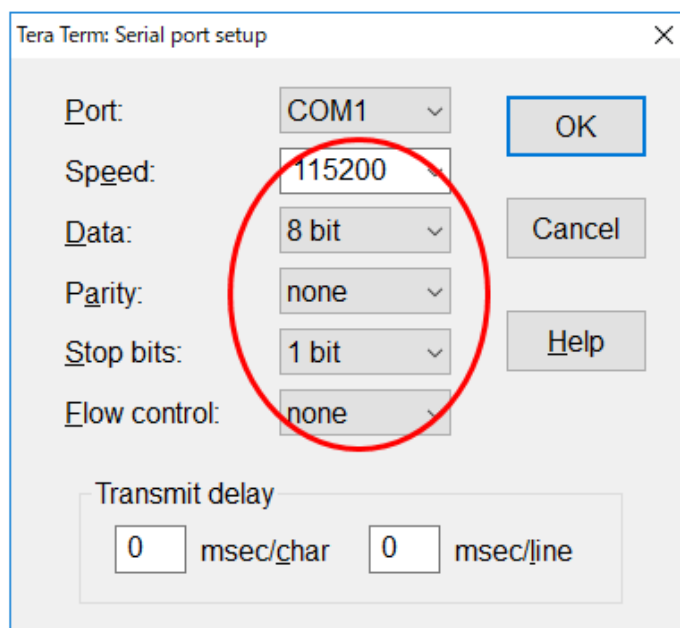 Tera Term: Serial port setup
Port: COM1 OK
Speed: 115200
Data: 8 bit Cancel
Parity: none
Stop bits: 1 bit Help
Flow control: none
Transmit delay
0 msec/char 0 msec/line